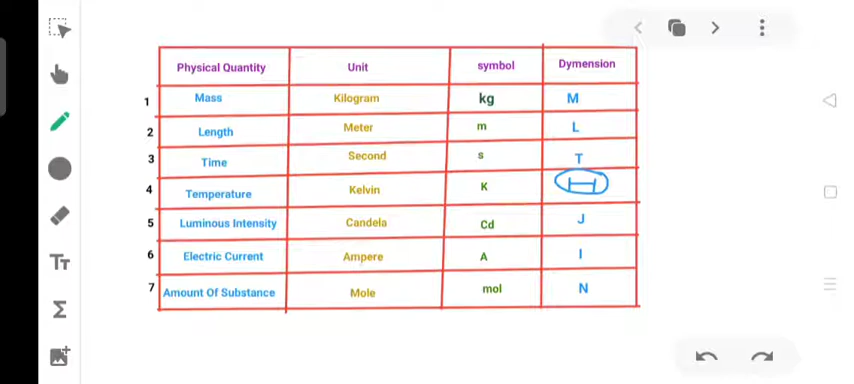 Physical Quantity Unit symbol Dymension
1 Mass Kilogram kg M
2 Length Meter m L
3 Time Second s T
4 Temperature Kelvin K
5 Luminous Intensity Candela Cd J
6 Electric Current Ampere A I
7 Amount Of Substance Mole mol N
TT
Σ